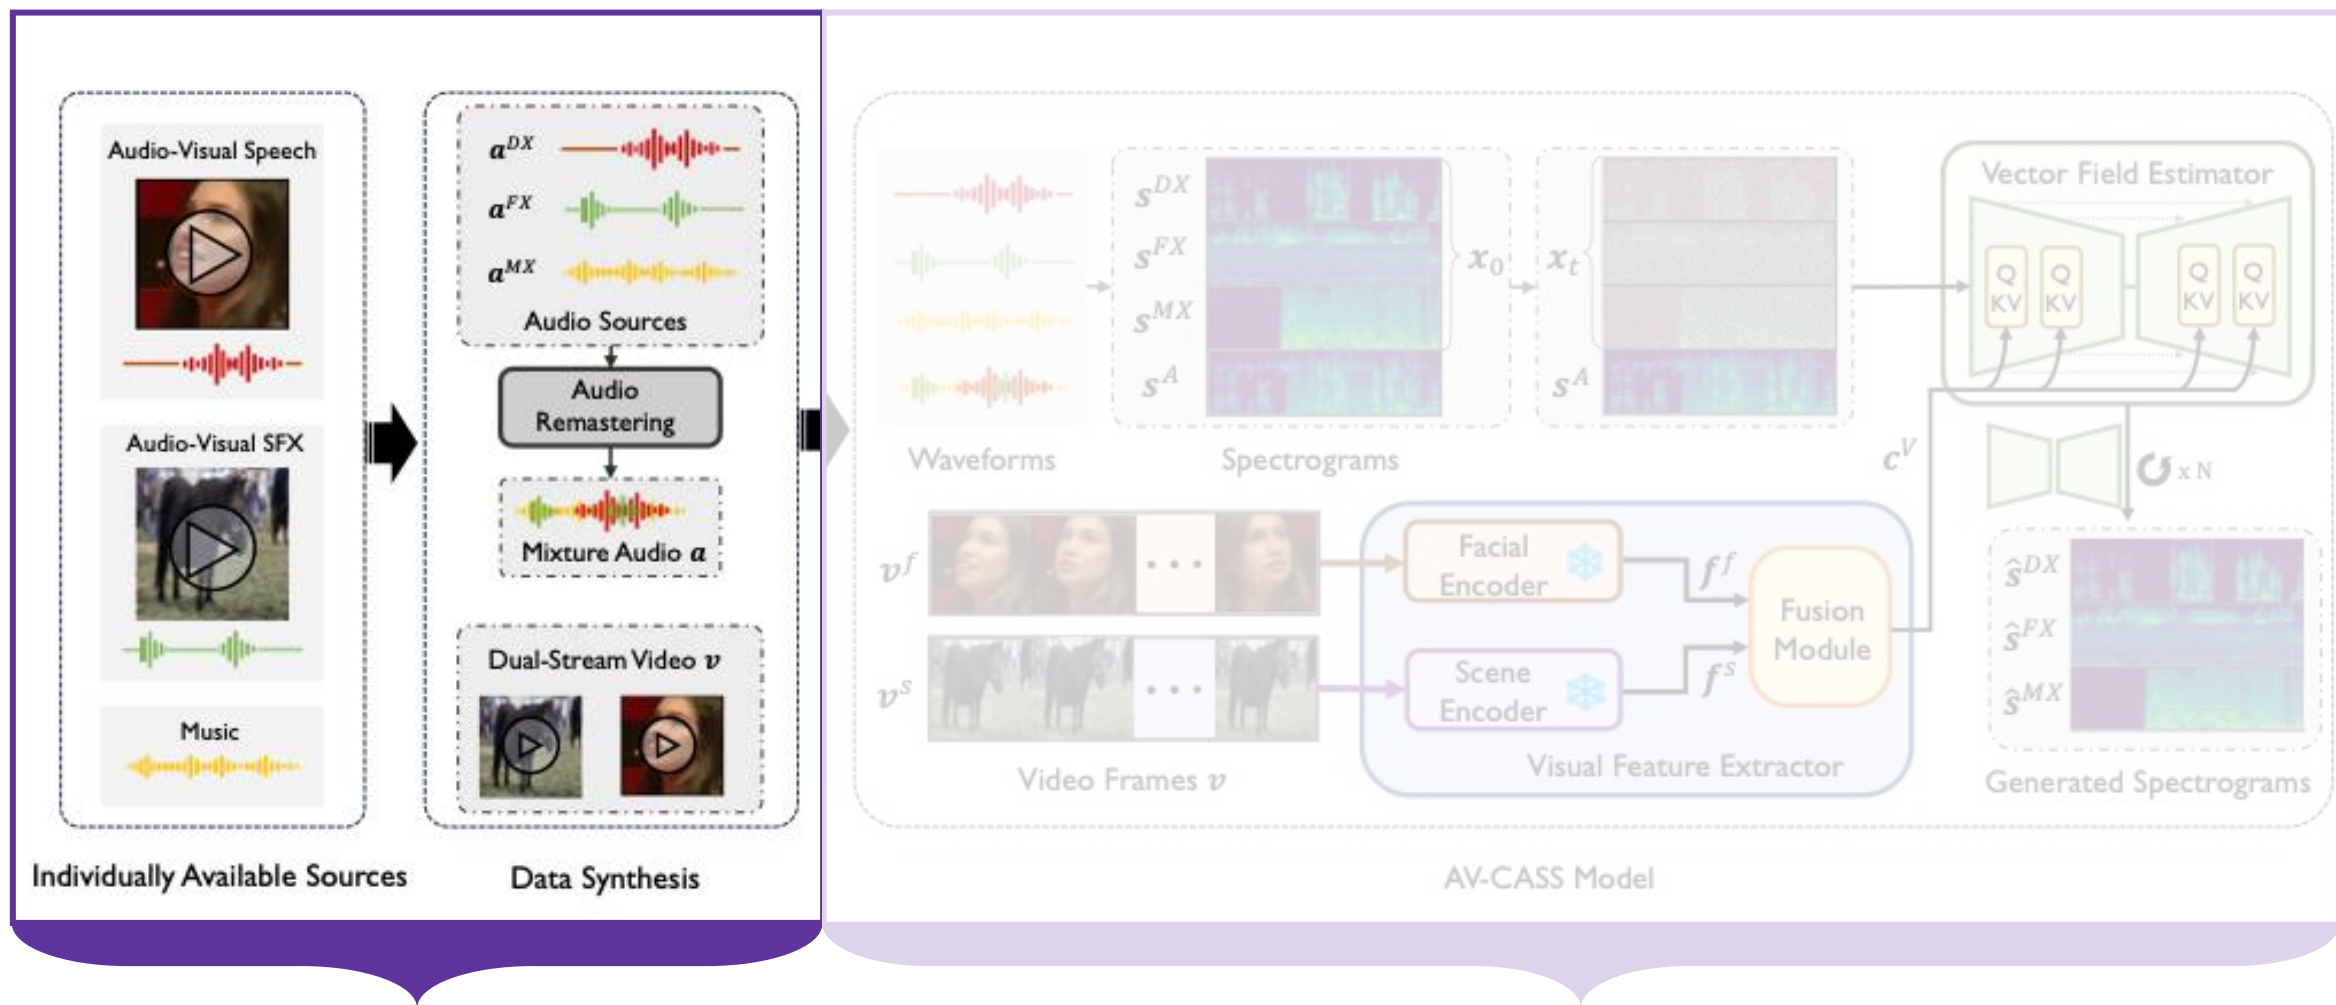 Audio-Visual Speech
Audio-Visual SFX
Music
Individually Available Sources
a^DX
a^FX
a^MX
Audio Sources
Audio
Remastering
Mixture Audio a
Dual-Stream Video v
Data Synthesis
Waveforms
s^DX
s^FX
s^MX
s^A
x_0
Spectrograms
x_t
s^A
Vector Field Estimator
Q
KV
Q
KV
Q
KV
Q
KV
c^V
x N
v^f
v^s
Video Frames v
Facial
Encoder
Scene
Encoder
f^f
f^s
Fusion
Module
Visual Feature Extractor
ŝ^DX
ŝ^FX
ŝ^MX
Generated Spectrograms
AV-CASS Model